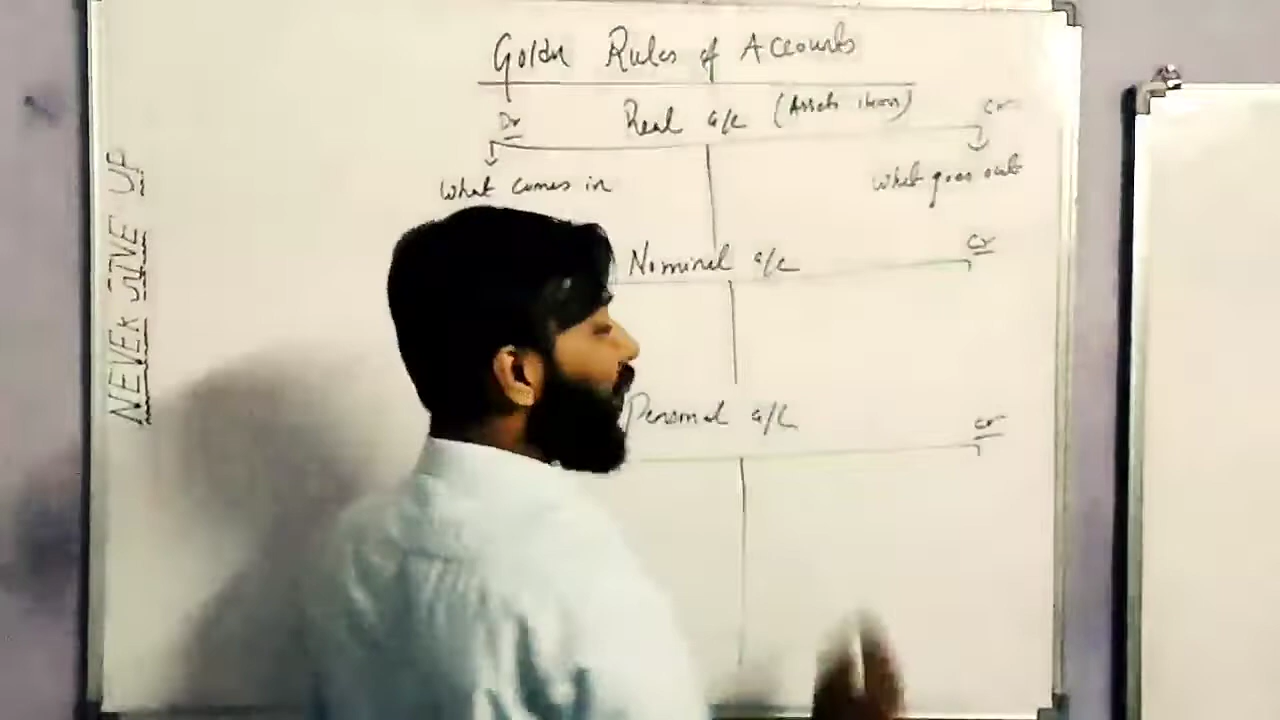 Golden Rules of Accounts
Dr Real a/c (Assets items) Cr
What comes in What goes out
Nominal a/c Cr
Personal a/c Cr
NEVER GIVE UP